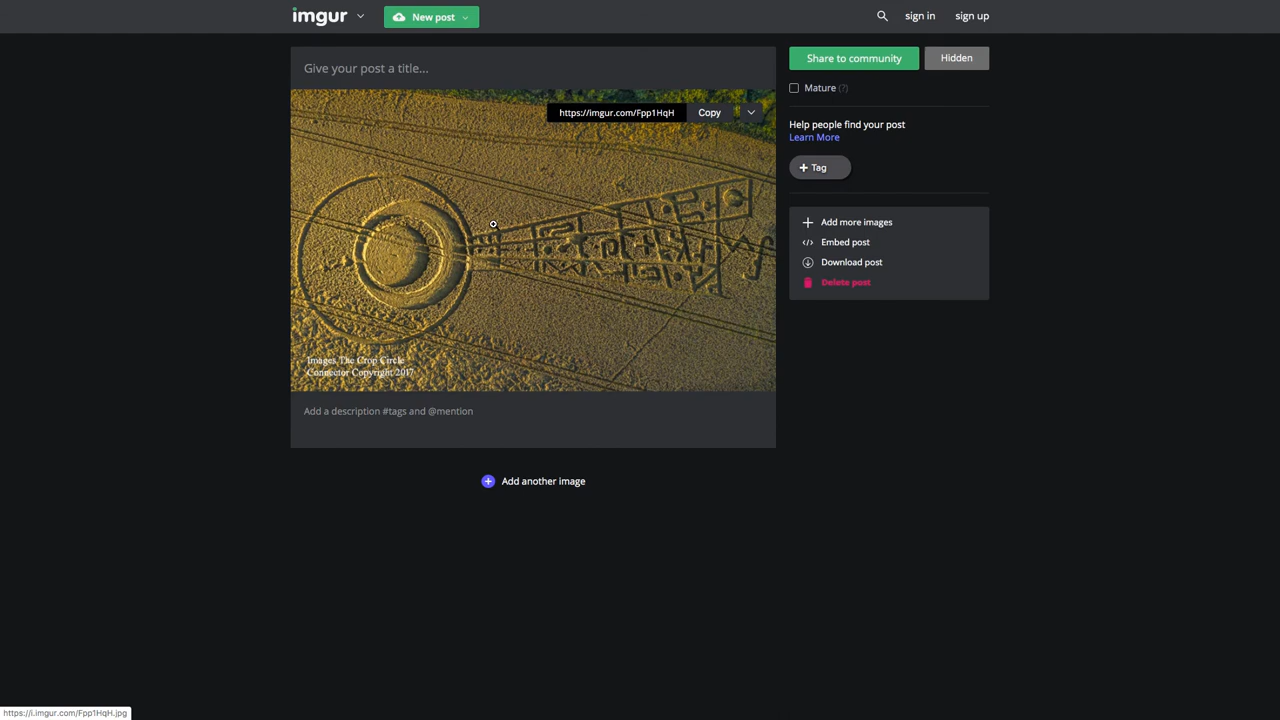 imgur
New post
sign in
sign up
Give your post a title...
Share to community
Hidden
https://imgur.com/Fpp1HqH
Copy
Mature (?)
Help people find your post
Learn More
+ Tag
Add more images
Embed post
Download post
Delete post
Images The Crop Circle
Connector Copyright 2017
Add a description #tags and @mention
Add another image
https://i.imgur.com/Fpp1HqH.jpg